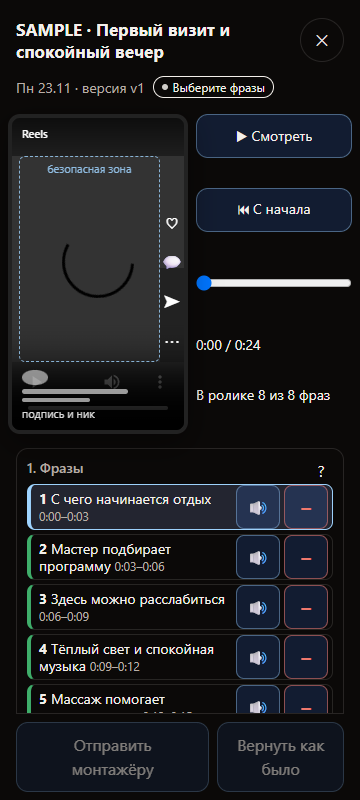 SAMPLE · Первый визит и
спокойный вечер
Пн 23.11 · версия v1
Выберите фразы
Reels
безопасная зона
подпись и ник
Смотреть
С начала
0:00 / 0:24
В ролике 8 из 8 фраз
1. Фразы
?
1 С чего начинается отдых
0:00–0:03
2 Мастер подбирает
программу 0:03–0:06
3 Здесь можно расслабиться
0:06–0:09
4 Тёплый свет и спокойная
музыка 0:09–0:12
5 Массаж помогает
Отправить
монтажёру
Вернуть как
было